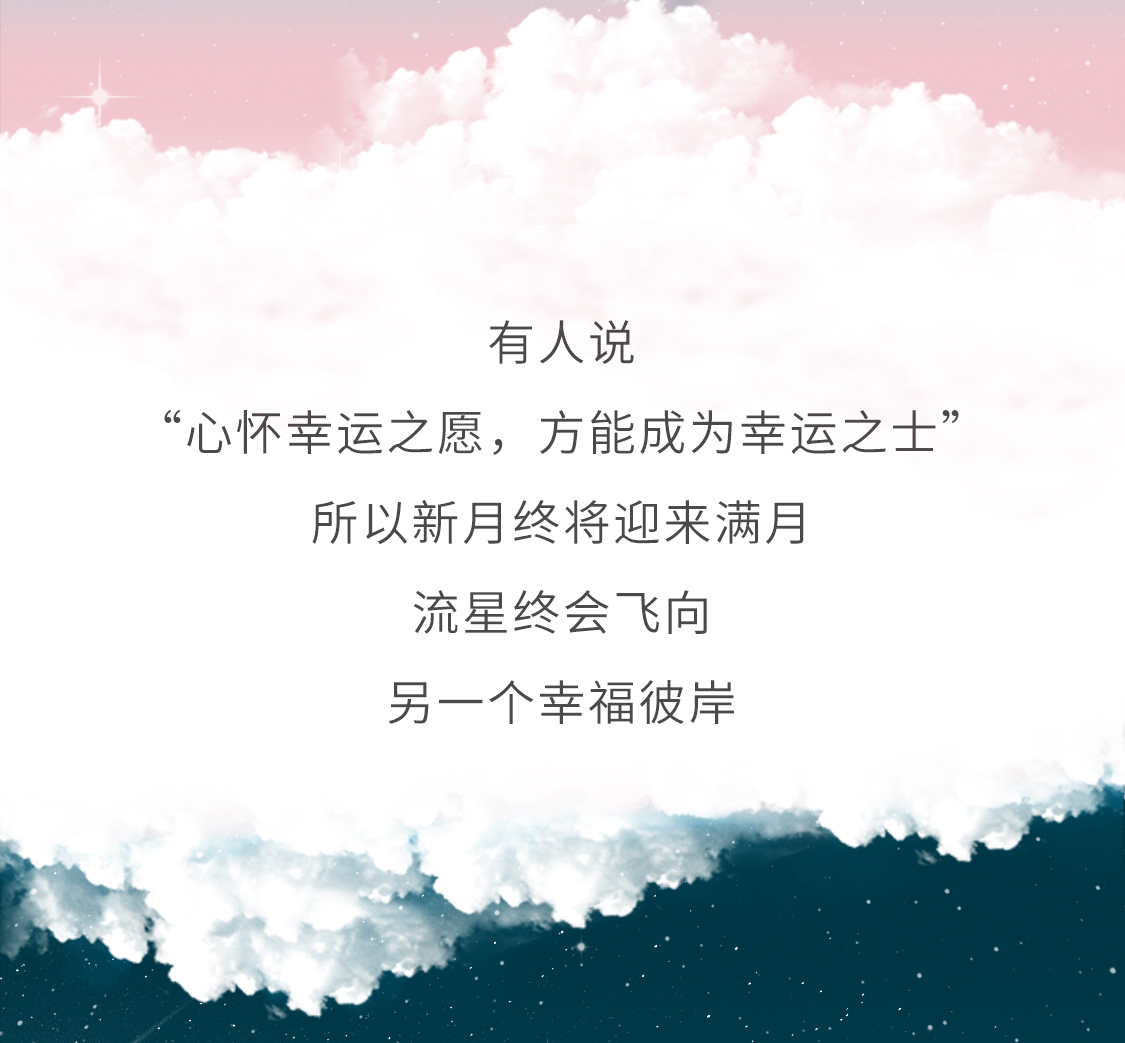 有人说
“心怀幸运之愿，方能成为幸运之士”
所以新月终将迎来满月
流星终会飞向
另一个幸福彼岸